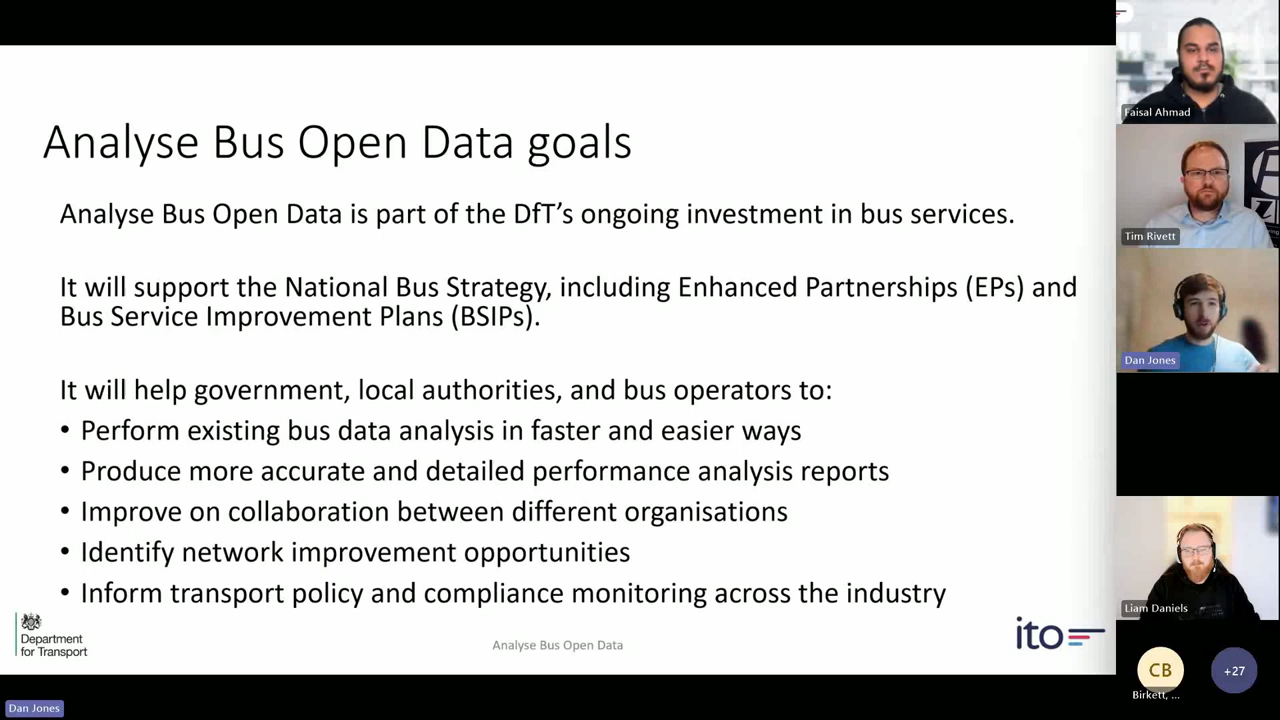 Analyse Bus Open Data goals
Analyse Bus Open Data is part of the DfT's ongoing investment in bus services.
It will support the National Bus Strategy, including Enhanced Partnerships (EPs) and
Bus Service Improvement Plans (BSIPs).
It will help government, local authorities, and bus operators to:
• Perform existing bus data analysis in faster and easier ways
• Produce more accurate and detailed performance analysis reports
• Improve on collaboration between different organisations
• Identify network improvement opportunities
• Inform transport policy and compliance monitoring across the industry
Department
for Transport
Analyse Bus Open Data
ito
Faisal Ahmad
Tim Rivett
Dan Jones
Liam Daniels
CB
+27
Birkett, ...
Dan Jones